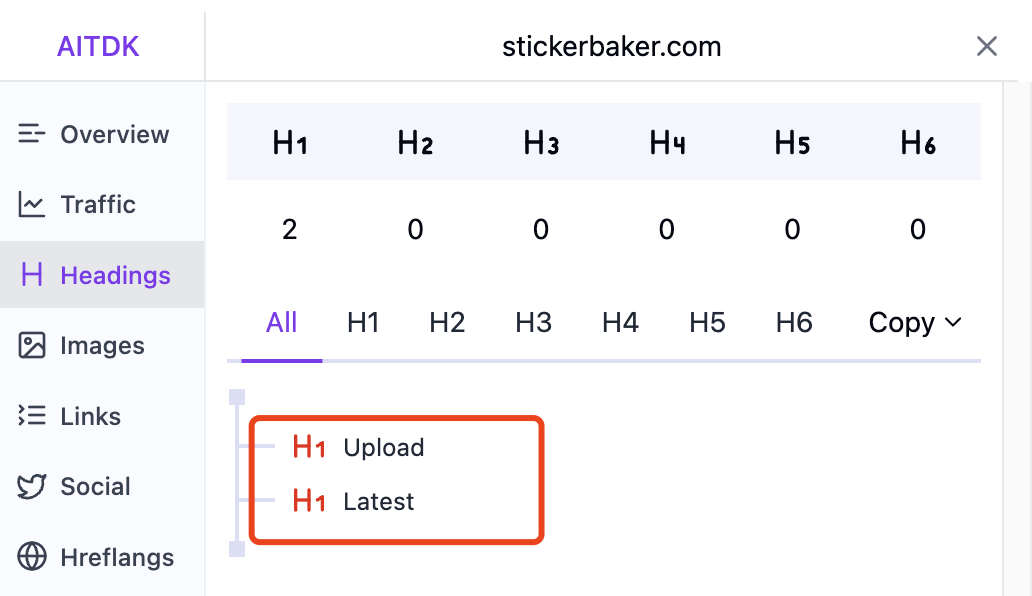 AITDK
stickerbaker.com
Overview
Traffic
Headings
Images
Links
Social
Hreflangs
H1 H2 H3 H4 H5 H6
2 0 0 0 0 0
All H1 H2 H3 H4 H5 H6 Copy
H1 Upload
H1 Latest